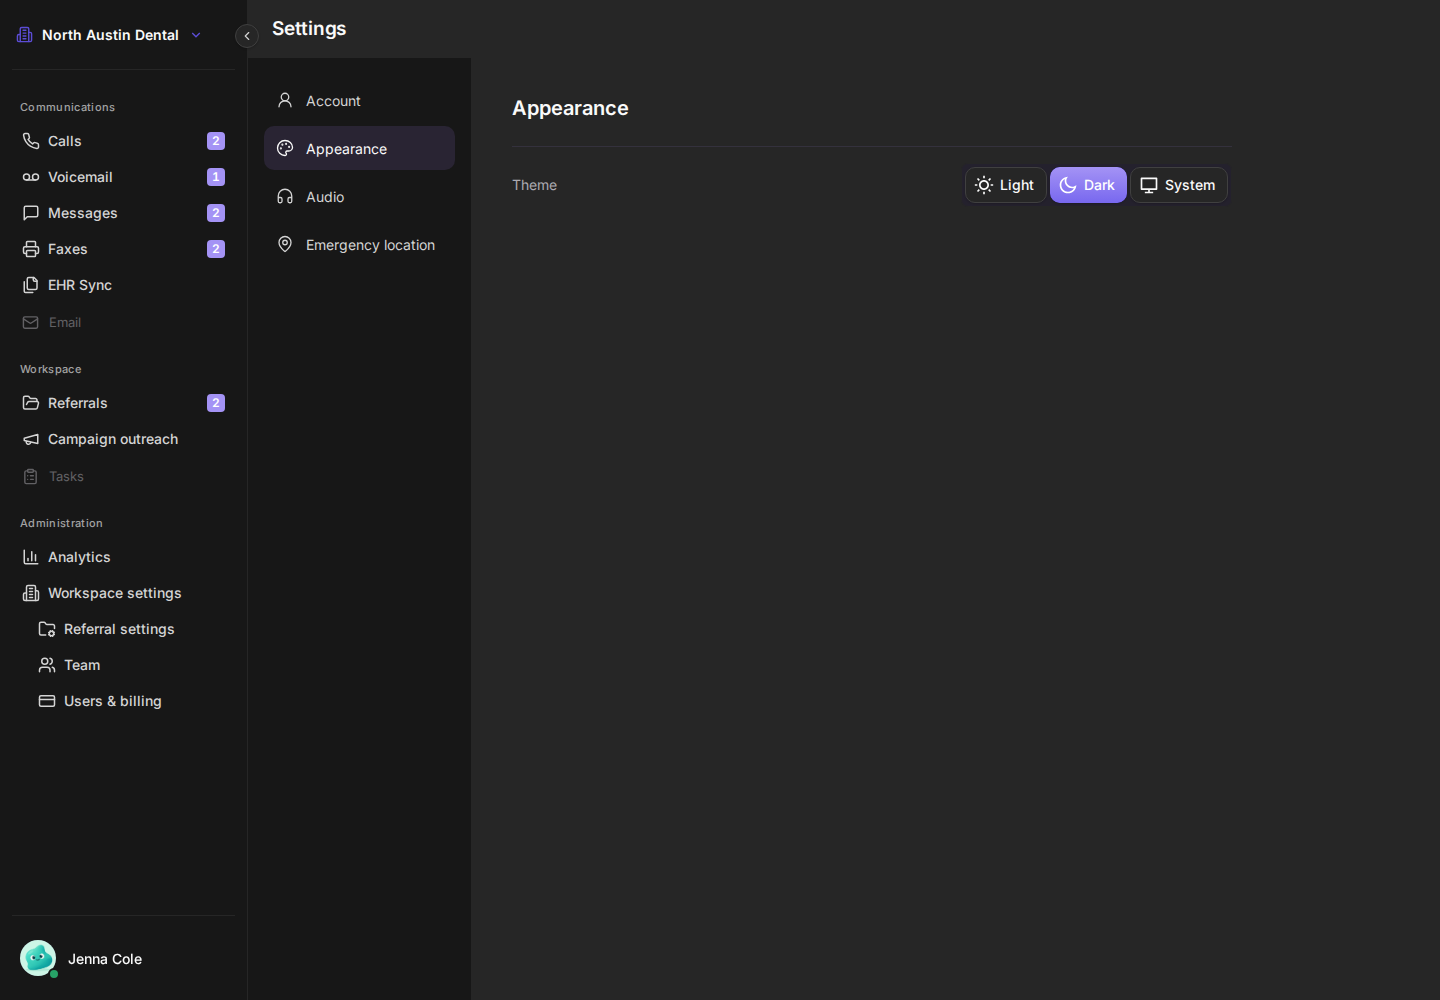 North Austin Dental
Settings
Communications
Calls 2
Voicemail 1
Messages 2
Faxes 2
EHR Sync
Email
Workspace
Referrals 2
Campaign outreach
Tasks
Administration
Analytics
Workspace settings
Referral settings
Team
Users & billing
Jenna Cole
Account
Appearance
Audio
Emergency location
Appearance
Theme
Light
Dark
System